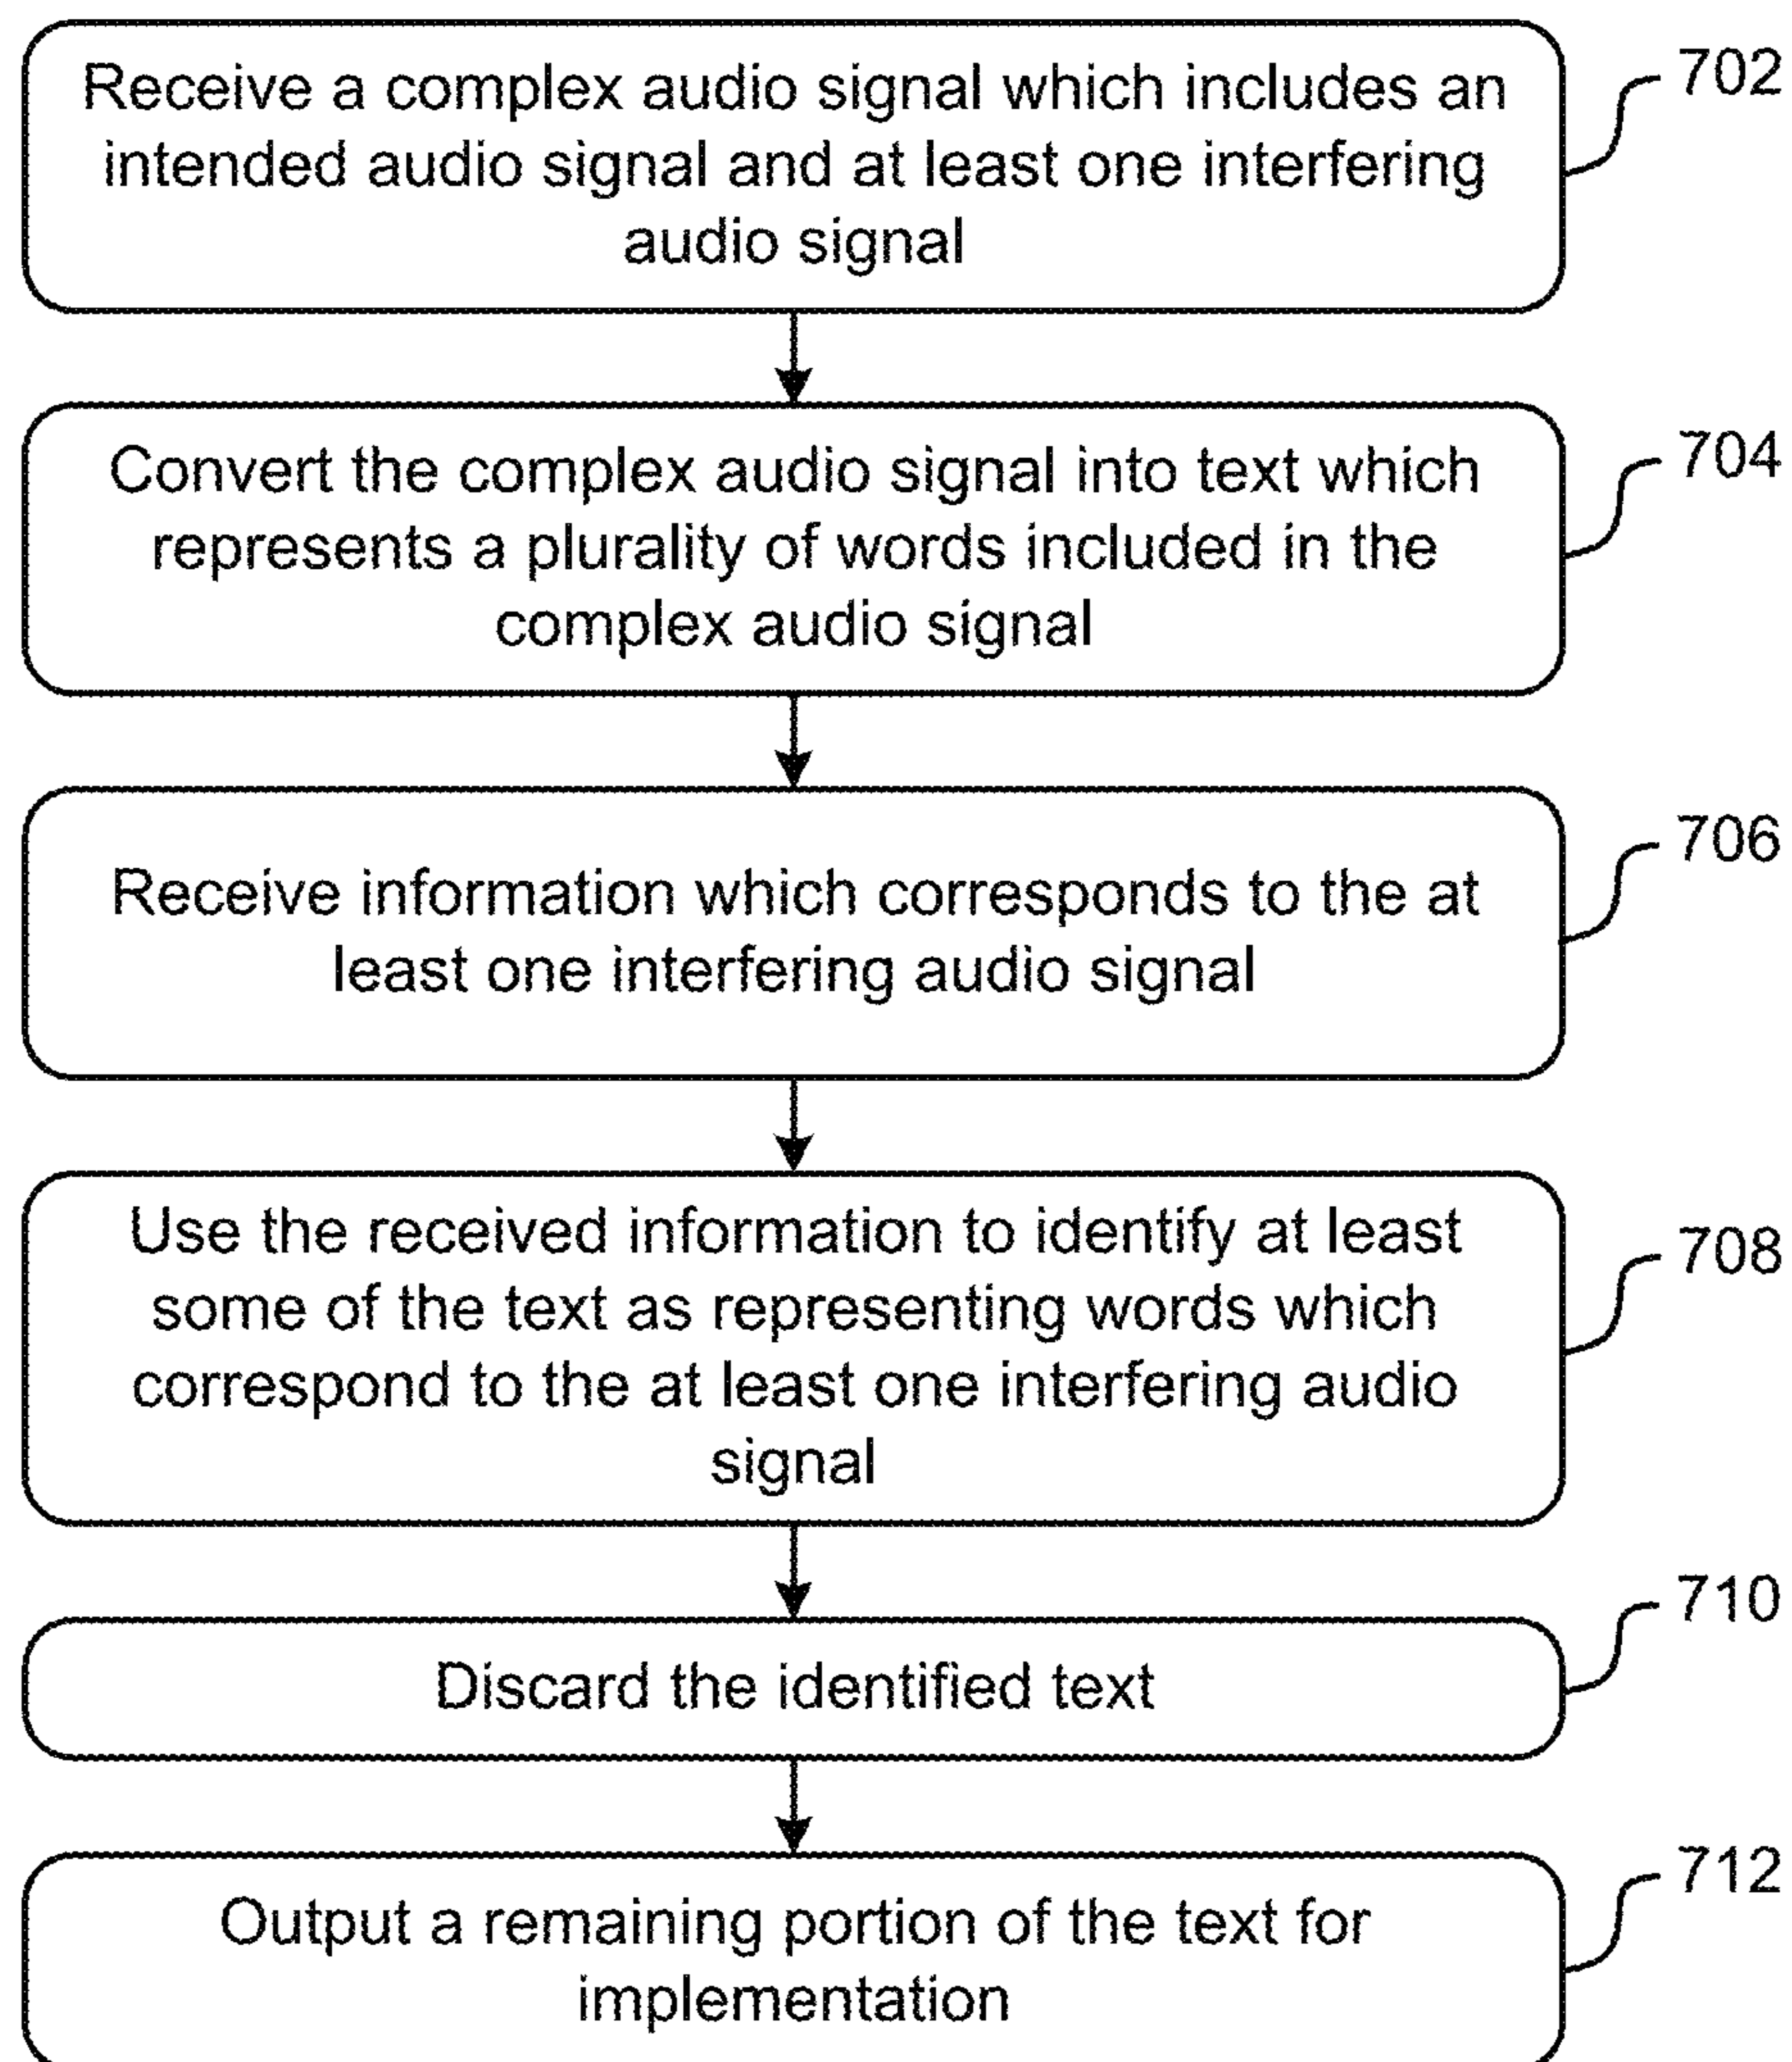 Receive a complex audio signal which includes an
intended audio signal and at least one interfering
audio signal
702
Convert the complex audio signal into text which
represents a plurality of words included in the
complex audio signal
704
Receive information which corresponds to the at
least one interfering audio signal
706
Use the received information to identify at least
some of the text as representing words which
correspond to the at least one interfering audio
signal
708
Discard the identified text
710
Output a remaining portion of the text for
implementation
712